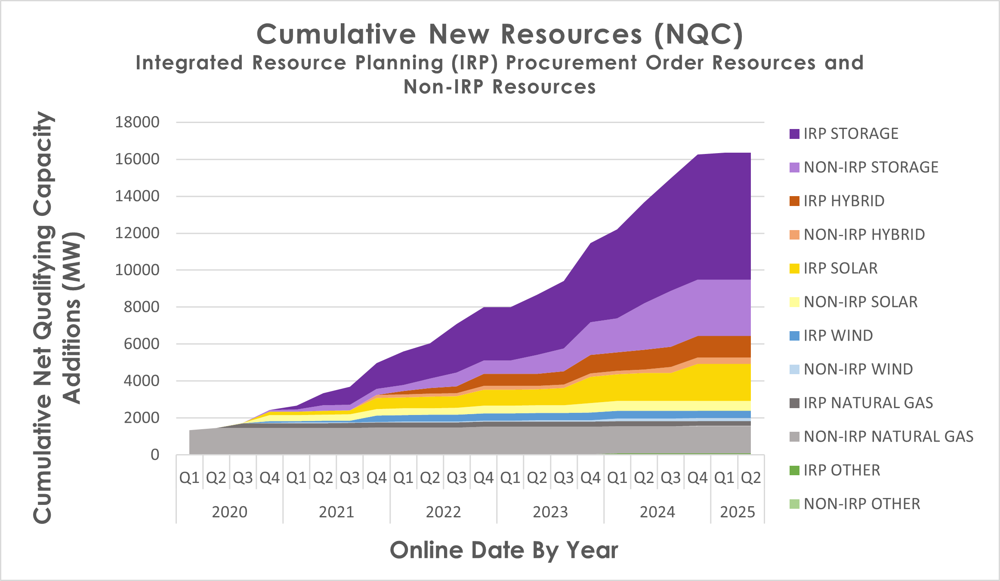 Cumulative New Resources (NQC)
Integrated Resource Planning (IRP) Procurement Order Resources and
Non-IRP Resources
Cumulative Net Qualifying Capacity
Additions (MW)
18000
16000
14000
12000
10000
8000
6000
4000
2000
0
Q1 Q2 Q3 Q4 Q1 Q2 Q3 Q4 Q1 Q2 Q3 Q4 Q1 Q2 Q3 Q4 Q1 Q2 Q3 Q4 Q1 Q2
2020 2021 2022 2023 2024 2025
Online Date By Year
IRP STORAGE
NON-IRP STORAGE
IRP HYBRID
NON-IRP HYBRID
IRP SOLAR
NON-IRP SOLAR
IRP WIND
NON-IRP WIND
IRP NATURAL GAS
NON-IRP NATURAL GAS
IRP OTHER
NON-IRP OTHER